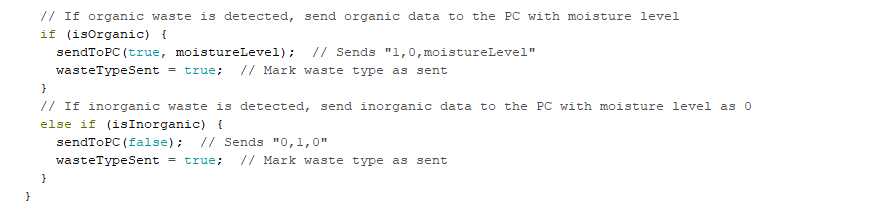 // If organic waste is detected, send organic data to the PC with moisture level
if (isOrganic) {
sendToPC(true, moistureLevel);  // Sends "1,0,moistureLevel"
wasteTypeSent = true;  // Mark waste type as sent
}
// If inorganic waste is detected, send inorganic data to the PC with moisture level as 0
else if (isInorganic) {
sendToPC(false);  // Sends "0,1,0"
wasteTypeSent = true;  // Mark waste type as sent
}
}